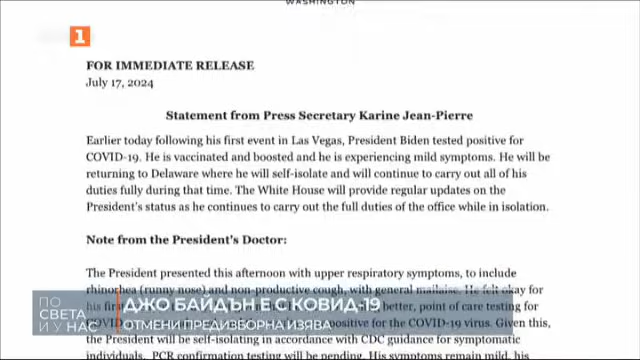 WASHINGTON
1
FOR IMMEDIATE RELEASE
July 17, 2024
Statement from Press Secretary Karine Jean-Pierre
Earlier today following his first event in Las Vegas, President Biden tested positive for
COVID-19. He is vaccinated and boosted and he is experiencing mild symptoms. He will be
returning to Delaware where he will self-isolate and will continue to carry out all of his
duties fully during that time. The White House will provide regular updates on the
President's status as he continues to carry out the full duties of the office while in isolation.
Note from the President's Doctor:
The President presented this afternoon with upper respiratory symptoms, to include
rhinorhea (runny nose) and non-productive cough, with general malaise. He felt okay for
his first
better, point of care testing for
COVID
positive for the COVID-19 virus. Given this,
the President will be self-isolating in accordance with CDC guidance for symptomatic
individuals. PCR confirmation testing will be pending. His symptoms remain mild, his
ПО
СВЕТА
И У НАС
ДЖО БАЙДЪН Е С КОВИД-19
ОТМЕНИ ПРЕДИЗБОРНА ИЗЯВА